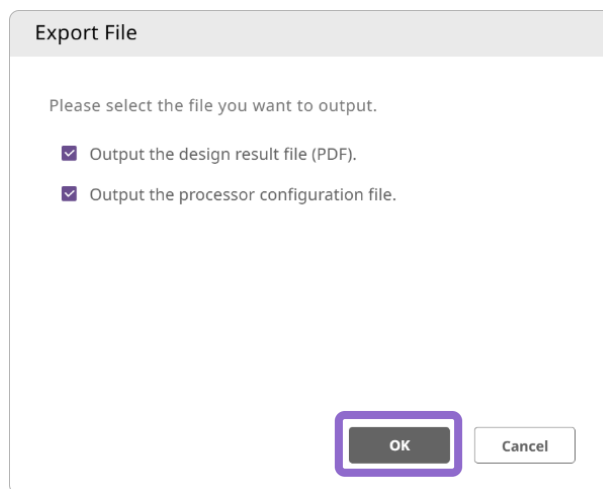 Export File
Please select the file you want to output.
Output the design result file (PDF).
Output the processor configuration file.
OK
Cancel